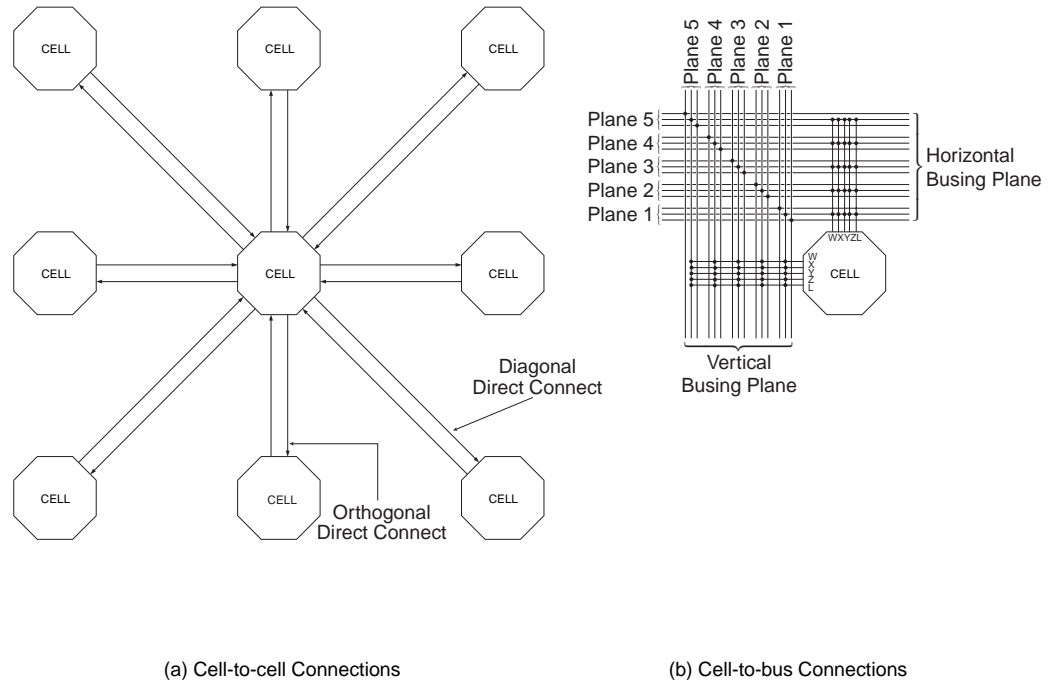 CELL
CELL
CELL
CELL
CELL
CELL
Diagonal
Direct Connect
CELL
CELL
CELL
Orthogonal
Direct Connect
(a) Cell-to-cell Connections
Plane 5
Plane 4
Plane 3
Plane 2
Plane 1
Plane 5
Plane 4
Plane 3
Plane 2
Plane 1
Horizontal
Busing Plane
WXYZL
W
X
Y
Z
L
CELL
Vertical
Busing Plane
(b) Cell-to-bus Connections